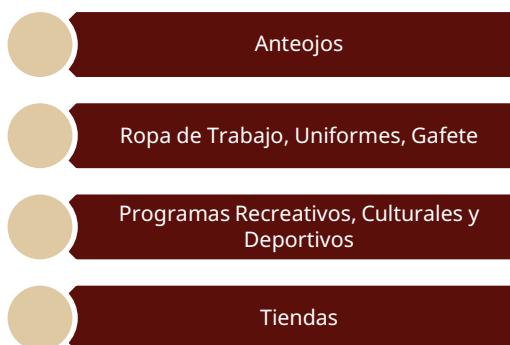 Anteojos
Ropa de Trabajo, Uniformes, Gafete
Programas Recreativos, Culturales y
Deportivos
Tiendas